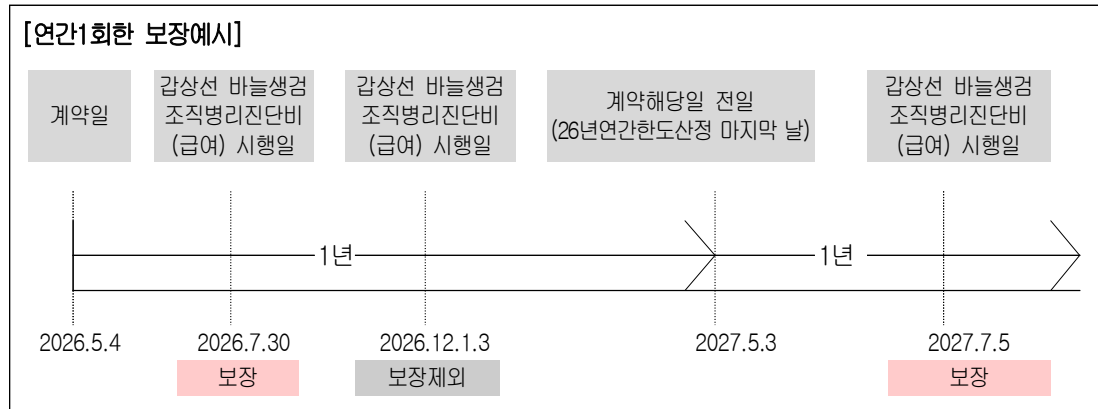 [연간1회한 보장예시]
계약일
갑상선 바늘생검
조직병리진단비
(급여) 시행일
갑상선 바늘생검
조직병리진단비
(급여) 시행일
계약해당일 전일
(26년연간한도산정 마지막 날)
갑상선 바늘생검
조직병리진단비
(급여) 시행일
1년
1년
2026.5.4
2026.7.30
2026.12.1.3
2027.5.3
2027.7.5
보장
보장제외
보장